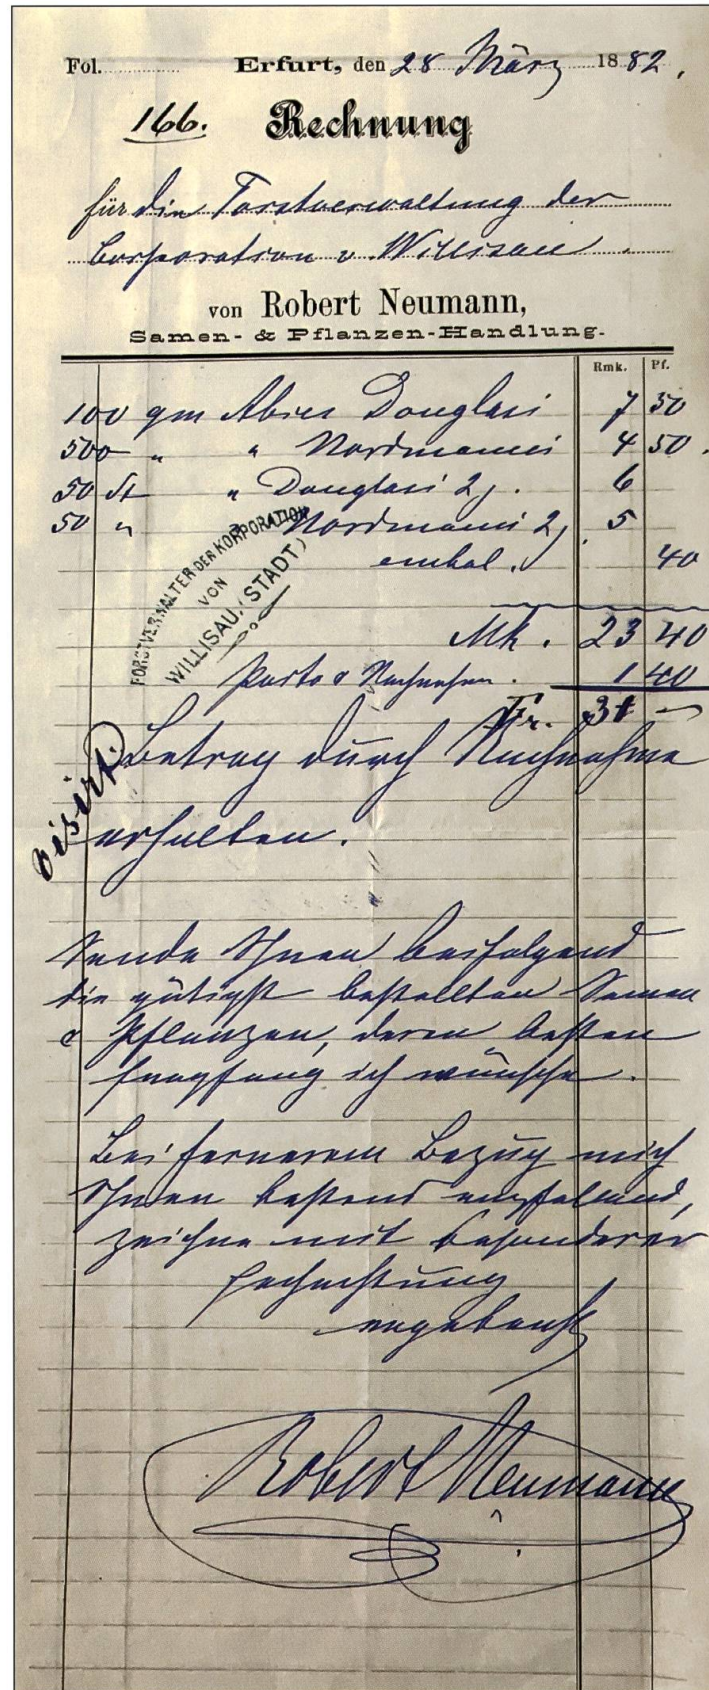 Fol. Erfurt, den 28 März 1882.
166. Rechnung
für die Forstverwaltung der
Corporation v. Willisau.
von Robert Neumann,
Samen- & Pflanzen-Handlung.
Rmk. Pf.
100 gm Abies Douglasi 7 50
500 " " Nordmanni 4 50.
50 St " Douglasi 2j. 6
50 " " Nordmanni 2j. 5
embal. 40
FORSTVERWALTER DER KORPORATION
VON
WILLISAU (STADT)
Mk. 23 40
Porto & Nachnahme. 1 40
Fr. 31 —
visirt.
Betrag durch Nachnahme
erhalten.
Sende Ihnen beifolgend
die gütigst bestellten Samen
& Pflanzen, deren besten
Empfang ich wünsche.
Bei fernerem Bezug mich
Ihnen bestens empfehlend,
zeichne mit besonderer
Hochachtung
ergebenst
Robert Neumann